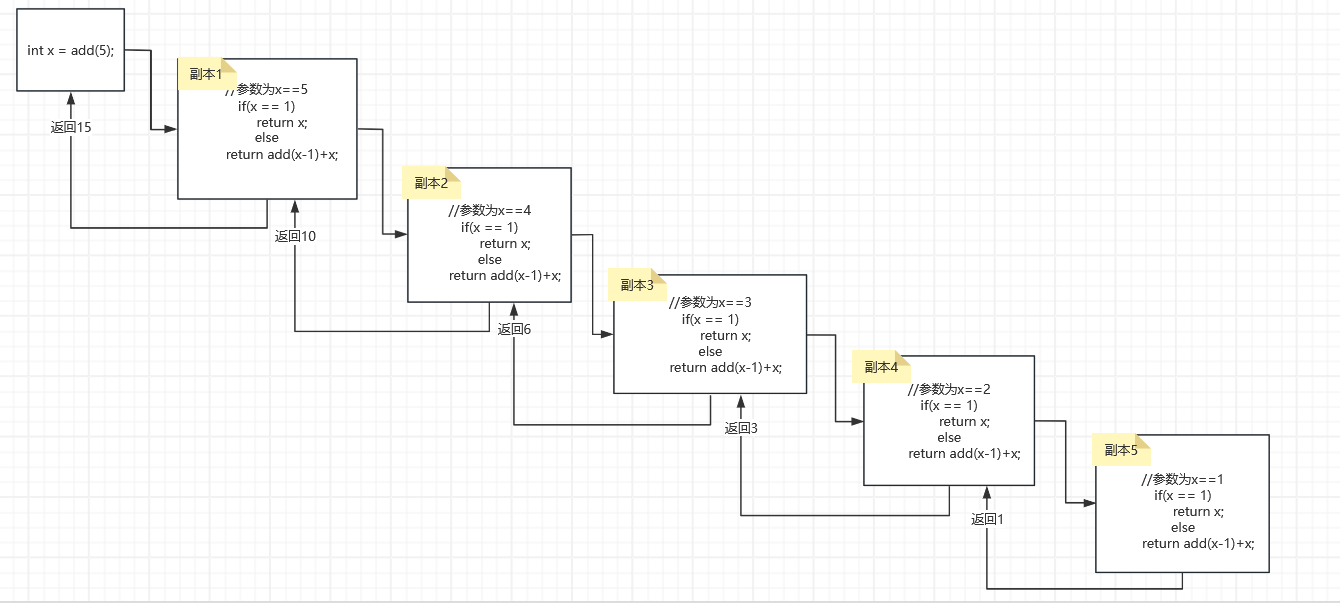 int x = add(5);
返回15
副本1
//参数为x==5
if(x == 1)
return x;
else
return add(x-1)+x;
返回10
副本2
//参数为x==4
if(x == 1)
return x;
else
return add(x-1)+x;
返回6
副本3
//参数为x==3
if(x == 1)
return x;
else
return add(x-1)+x;
返回3
副本4
//参数为x==2
if(x == 1)
return x;
else
return add(x-1)+x;
返回1
副本5
//参数为x==1
if(x == 1)
return x;
else
return add(x-1)+x;